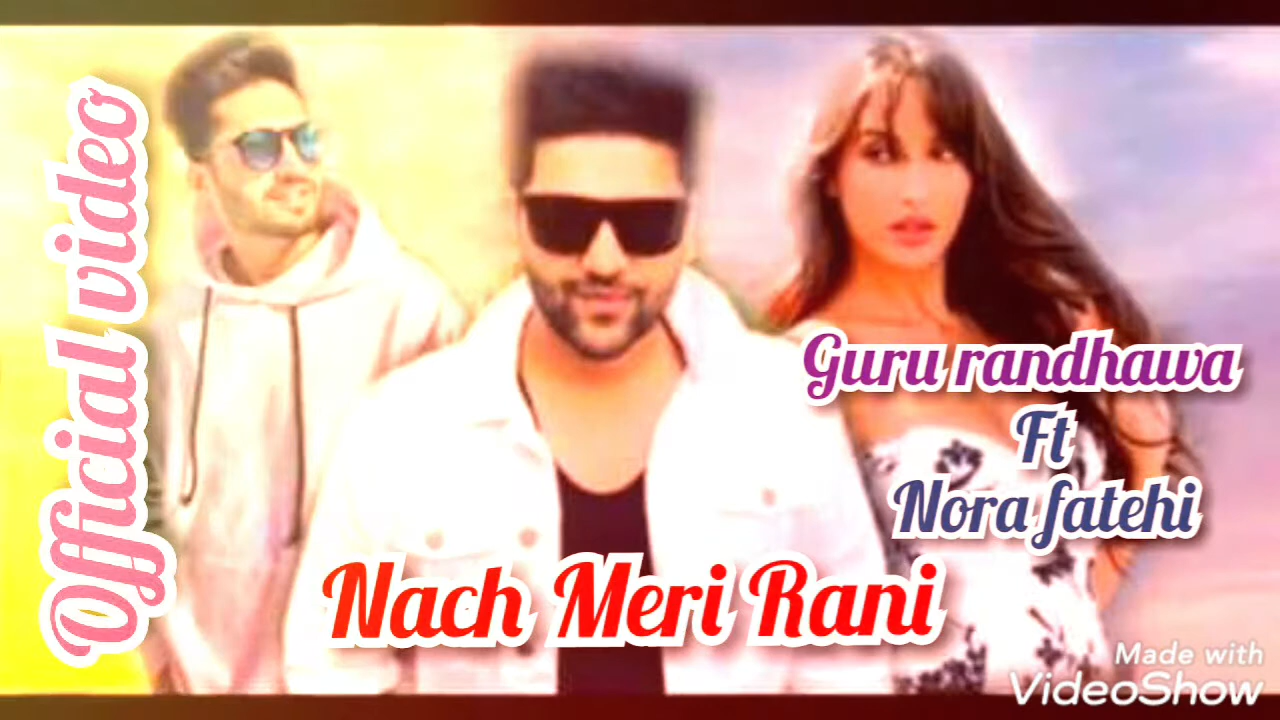 Official video
Guru randhawa
Ft
Nora fatehi
Nach Meri Rani
Made with
VideoShow